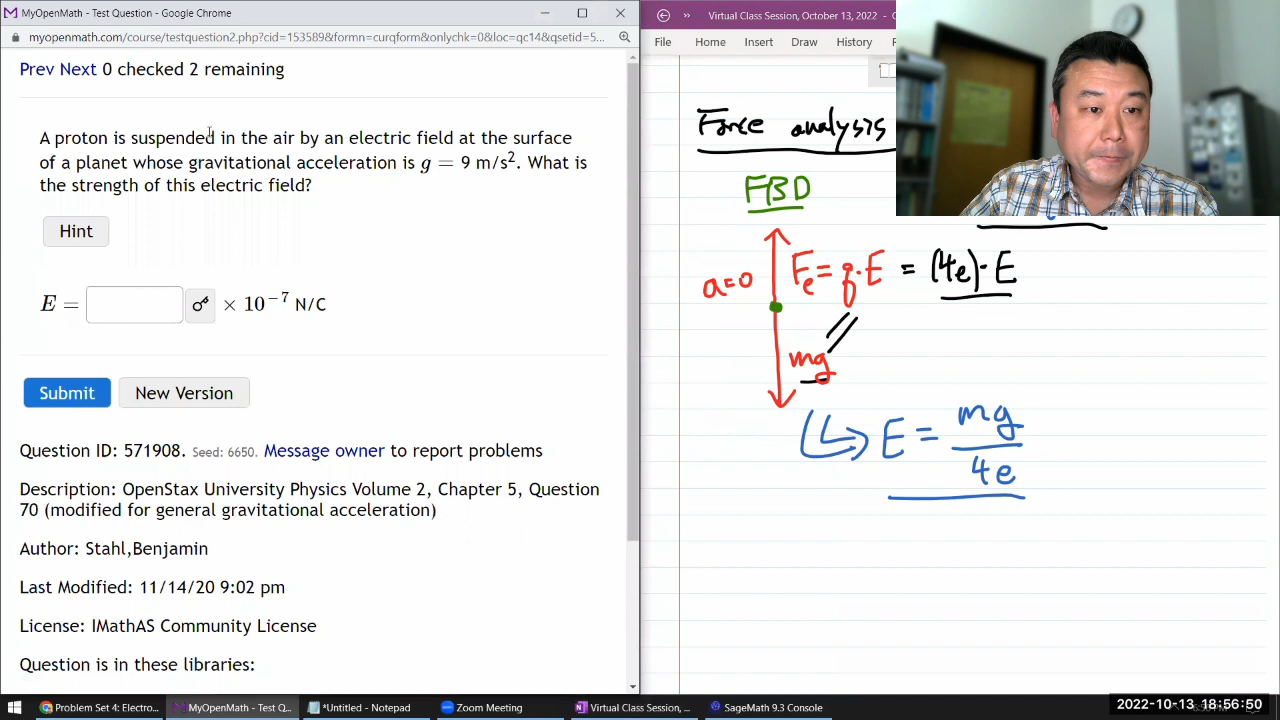 MyOpenMath - Test Question - Google Chrome
myopenmath.com/course/testquestion2.php?cid=153589&formn=curqform&onlychk=0&loc=qc14&qsetid=5...
Prev Next 0 checked 2 remaining
A proton is suspended in the air by an electric field at the surface
of a planet whose gravitational acceleration is g = 9 m/s². What is
the strength of this electric field?
Hint
E = × 10⁻⁷ N/C
Submit New Version
Question ID: 571908. Seed: 6650. Message owner to report problems
Description: OpenStax University Physics Volume 2, Chapter 5, Question
70 (modified for general gravitational acceleration)
Author: Stahl,Benjamin
Last Modified: 11/14/20 9:02 pm
License: IMathAS Community License
Question is in these libraries:
Virtual Class Session, October 13, 2022 -
File Home Insert Draw History
Force analysis
FBD
a=0 Fe = q·E = (4e)·E
mg
E = mg/4e
Problem Set 4: Electro... MyOpenMath - Test Q... *Untitled - Notepad Zoom Meeting Virtual Class Session, ... SageMath 9.3 Console
2022-10-13 18:56:50